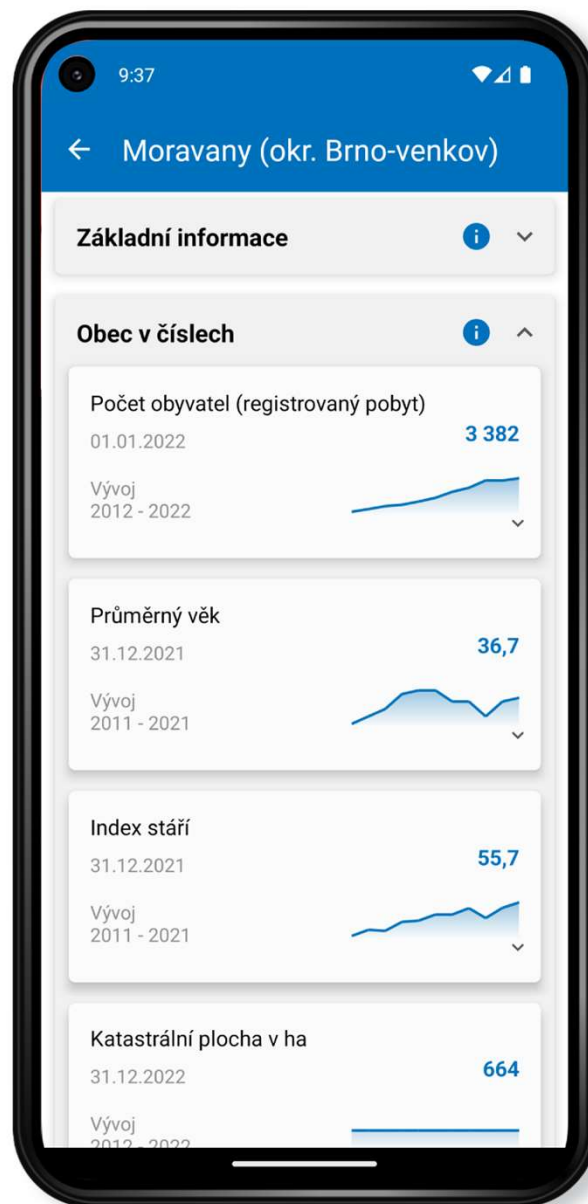 9:37
Moravany (okr. Brno-venkov)
Základní informace
Obec v číslech
Počet obyvatel (registrovaný pobyt)
01.01.2022
3 382
Vývoj
2012 - 2022
Průměrný věk
31.12.2021
36,7
Vývoj
2011 - 2021
Index stáří
31.12.2021
55,7
Vývoj
2011 - 2021
Katastrální plocha v ha
31.12.2022
664
Vývoj
2012 - 2022